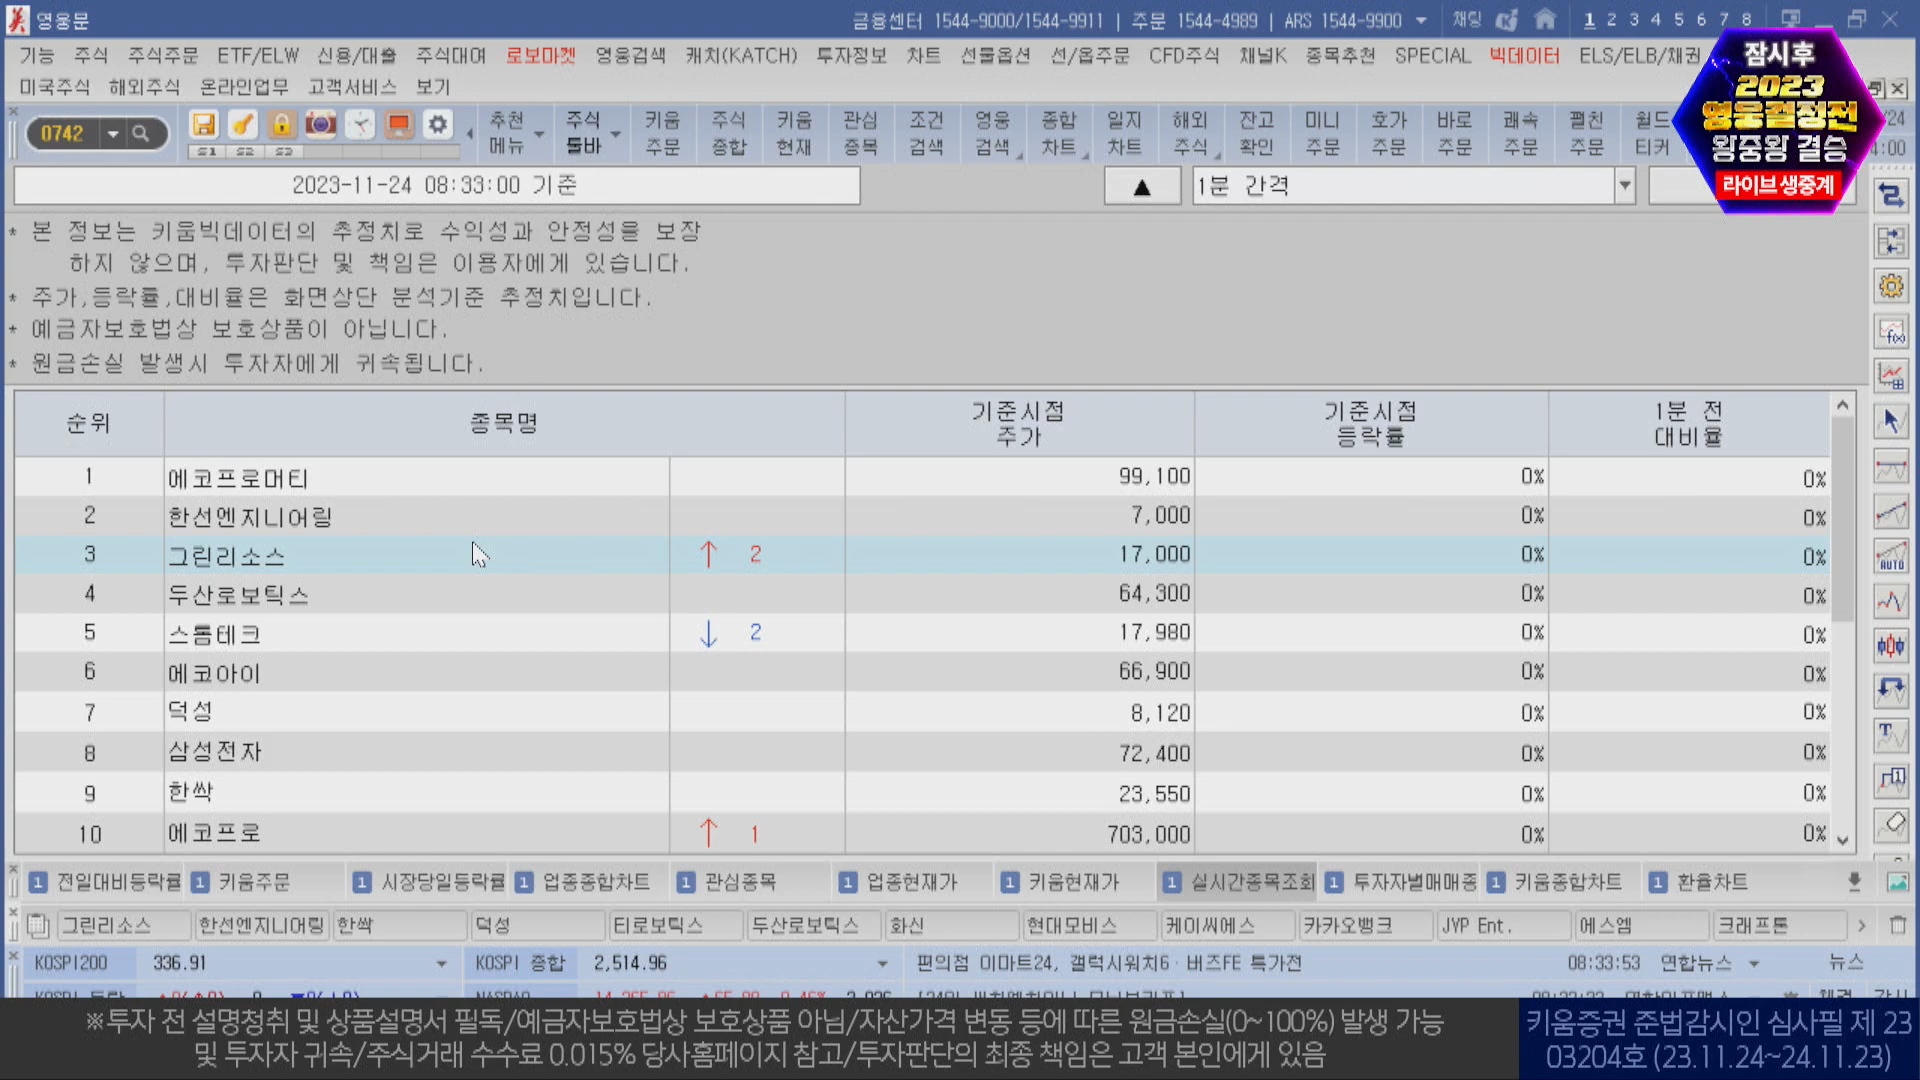 영웅문
금융센터 1544-9000/1544-9911 | 주문 1544-4989 | ARS 1544-9900 채팅 1 2 3 4 5 6 7 8
기능 주식 주식주문 ETF/ELW 신용/대출 주식대여 로보마켓 영웅검색 캐치(KATCH) 투자정보 차트 선물옵션 선/옵주문 CFD주식 채널K 종목추천 SPECIAL 빅데이터 ELS/ELB/채권
미국주식 해외주식 온라인업무 고객서비스 보기
잠시후
2023
영웅결정전
왕중왕 결승
라이브 생중계
0742
S1 S2 S3
추천 메뉴
주식 툴바
키움 주문
주식 종합
키움 현재
관심 종목
조건 검색
영웅 검색
종합 차트
일지 차트
해외 주식
잔고 확인
미니 주문
호가 주문
바로 주문
쾌속 주문
펼친 주문
월드 티커
2023-11-24 08:33:00 기준
▲
1분 간격
* 본 정보는 키움빅데이터의 추정치로 수익성과 안정성을 보장
하지 않으며, 투자판단 및 책임은 이용자에게 있습니다.
* 주가,등락률,대비율은 화면상단 분석기준 추정치입니다.
* 예금자보호법상 보호상품이 아닙니다.
* 원금손실 발생시 투자자에게 귀속됩니다.
순위 종목명 기준시점 주가 기준시점 등락률 1분 전 대비율
1 에코프로머티 99,100 0% 0%
2 한선엔지니어링 7,000 0% 0%
3 그린리소스 ↑ 2 17,000 0% 0%
4 두산로보틱스 64,300 0% 0%
5 스톰테크 ↓ 2 17,980 0% 0%
6 에코아이 66,900 0% 0%
7 덕성 8,120 0% 0%
8 삼성전자 72,400 0% 0%
9 한싹 23,550 0% 0%
10 에코프로 ↑ 1 703,000 0% 0%
1 전일대비등락률 1 키움주문 1 시장당일등락률 1 업종종합차트 1 관심종목 1 업종현재가 1 키움현재가 1 실시간종목조회 1 투자자별매매종 1 키움종합차트 1 환율차트
그린리소스 한선엔지니어링 한싹 덕성 티로보틱스 두산로보틱스 화신 현대모비스 케이씨에스 카카오뱅크 JYP Ent. 에스엠 크래프톤
KOSPI200 336.91 KOSPI 종합 2,514.96 편의점 이마트24, 갤럭시워치6·버즈FE 특가전 08:33:53 연합뉴스 뉴스
※투자 전 설명청취 및 상품설명서 필독/예금자보호법상 보호상품 아님/자산가격 변동 등에 따른 원금손실(0~100%) 발생 가능
및 투자자 귀속/주식거래 수수료 0.015% 당사홈페이지 참고/투자판단의 최종 책임은 고객 본인에게 있음
키움증권 준법감시인 심사필 제 23
03204호 (23.11.24~24.11.23)